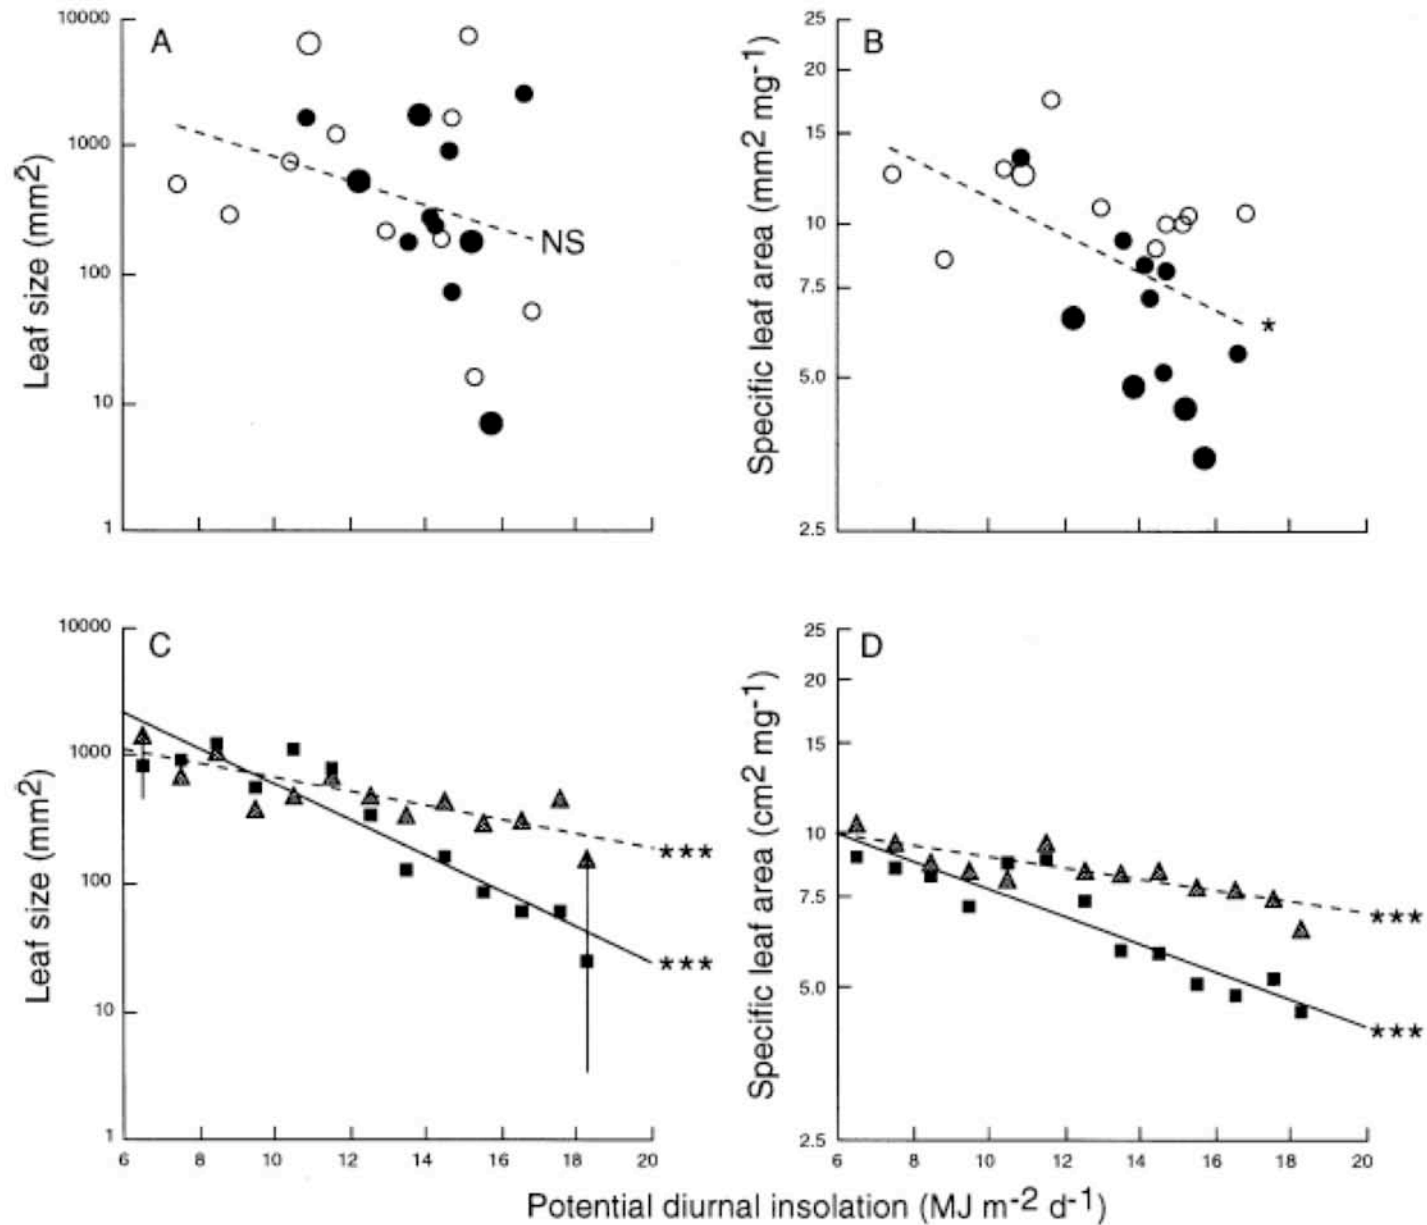 A
Leaf size (mm2)
10000
1000
100
10
1
NS
B
Specific leaf area (mm2 mg-1)
25
20
15
10
7.5
5.0
2.5
*
C
Leaf size (mm2)
10000
1000
100
10
1
***
***
6 8 10 12 14 16 18 20
D
Specific leaf area (cm2 mg-1)
25
20
15
10
7.5
5.0
2.5
***
***
6 8 10 12 14 16 18 20
Potential diurnal insolation (MJ m-2 d-1)